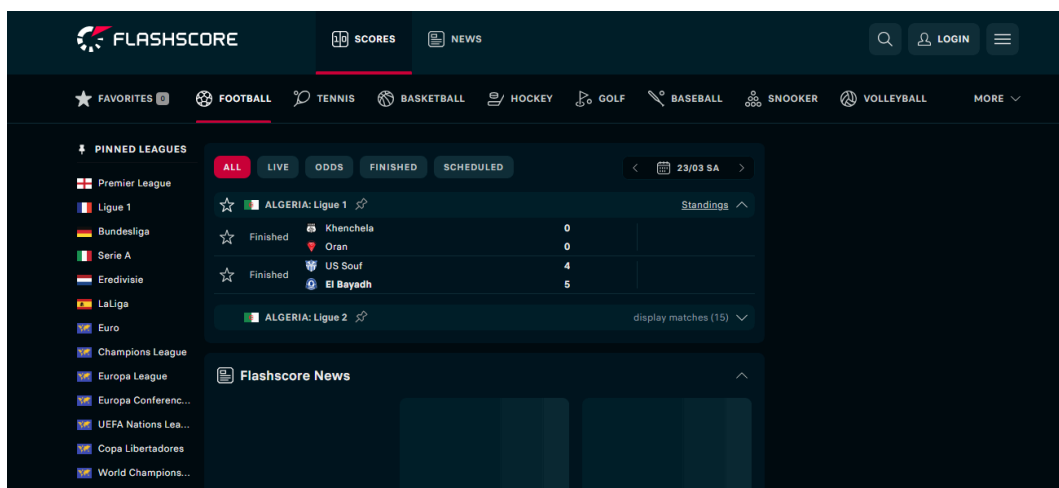 FLASHSCORE
SCORES
NEWS
LOGIN
FAVORITES 0
FOOTBALL
TENNIS
BASKETBALL
HOCKEY
GOLF
BASEBALL
SNOOKER
VOLLEYBALL
MORE
PINNED LEAGUES
Premier League
Ligue 1
Bundesliga
Serie A
Eredivisie
LaLiga
Euro
Champions League
Europa League
Europa Conferenc...
UEFA Nations Lea...
Copa Libertadores
World Champions...
ALL
LIVE
ODDS
FINISHED
SCHEDULED
23/03 SA
ALGERIA: Ligue 1
Standings
Finished
Khenchela 0
Oran 0
Finished
US Souf 4
El Bayadh 5
ALGERIA: Ligue 2
display matches (15)
Flashscore News